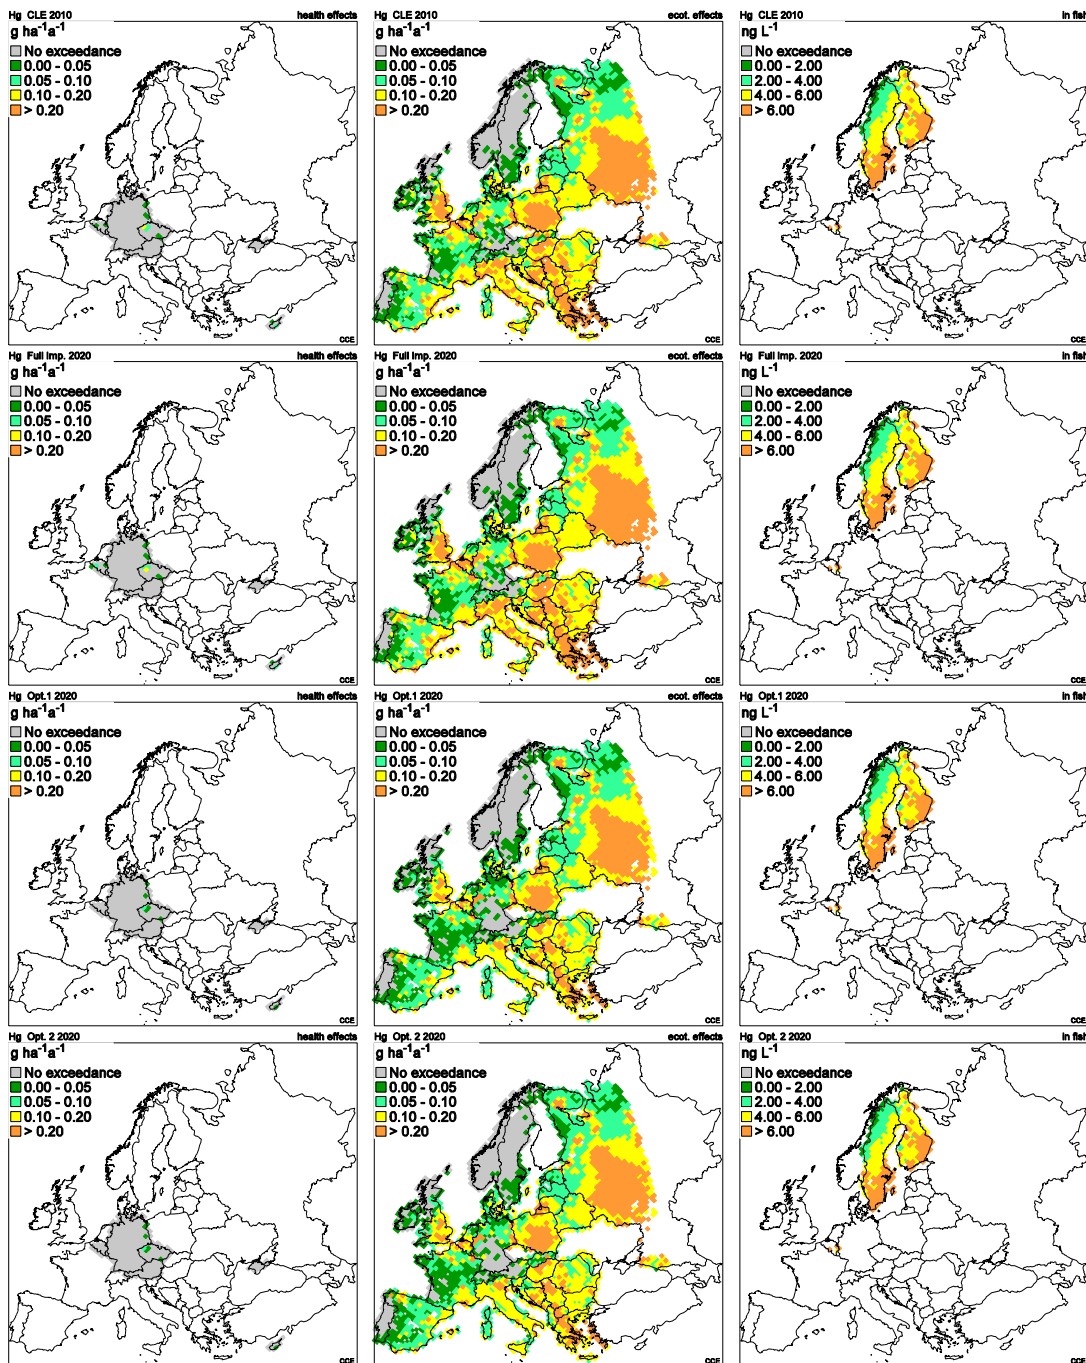 Hg CLE 2010 health effects
g ha⁻¹a⁻¹
No exceedance
0.00 - 0.05
0.05 - 0.10
0.10 - 0.20
> 0.20
CCE
Hg CLE 2010 ecot. effects
g ha⁻¹a⁻¹
No exceedance
0.00 - 0.05
0.05 - 0.10
0.10 - 0.20
> 0.20
CCE
Hg CLE 2010 in fish
ng L⁻¹
No exceedance
0.00 - 2.00
2.00 - 4.00
4.00 - 6.00
> 6.00
CCE
Hg Full Imp. 2020 health effects
g ha⁻¹a⁻¹
No exceedance
0.00 - 0.05
0.05 - 0.10
0.10 - 0.20
> 0.20
CCE
Hg Full Imp. 2020 ecot. effects
g ha⁻¹a⁻¹
No exceedance
0.00 - 0.05
0.05 - 0.10
0.10 - 0.20
> 0.20
CCE
Hg Full Imp. 2020 in fish
ng L⁻¹
No exceedance
0.00 - 2.00
2.00 - 4.00
4.00 - 6.00
> 6.00
CCE
Hg Opt.1 2020 health effects
g ha⁻¹a⁻¹
No exceedance
0.00 - 0.05
0.05 - 0.10
0.10 - 0.20
> 0.20
CCE
Hg Opt.1 2020 ecot. effects
g ha⁻¹a⁻¹
No exceedance
0.00 - 0.05
0.05 - 0.10
0.10 - 0.20
> 0.20
CCE
Hg Opt.1 2020 in fish
ng L⁻¹
No exceedance
0.00 - 2.00
2.00 - 4.00
4.00 - 6.00
> 6.00
CCE
Hg Opt. 2 2020 health effects
g ha⁻¹a⁻¹
No exceedance
0.00 - 0.05
0.05 - 0.10
0.10 - 0.20
> 0.20
CCE
Hg Opt. 2 2020 ecot. effects
g ha⁻¹a⁻¹
No exceedance
0.00 - 0.05
0.05 - 0.10
0.10 - 0.20
> 0.20
CCE
Hg Opt. 2 2020 in fish
ng L⁻¹
No exceedance
0.00 - 2.00
2.00 - 4.00
4.00 - 6.00
> 6.00
CCE